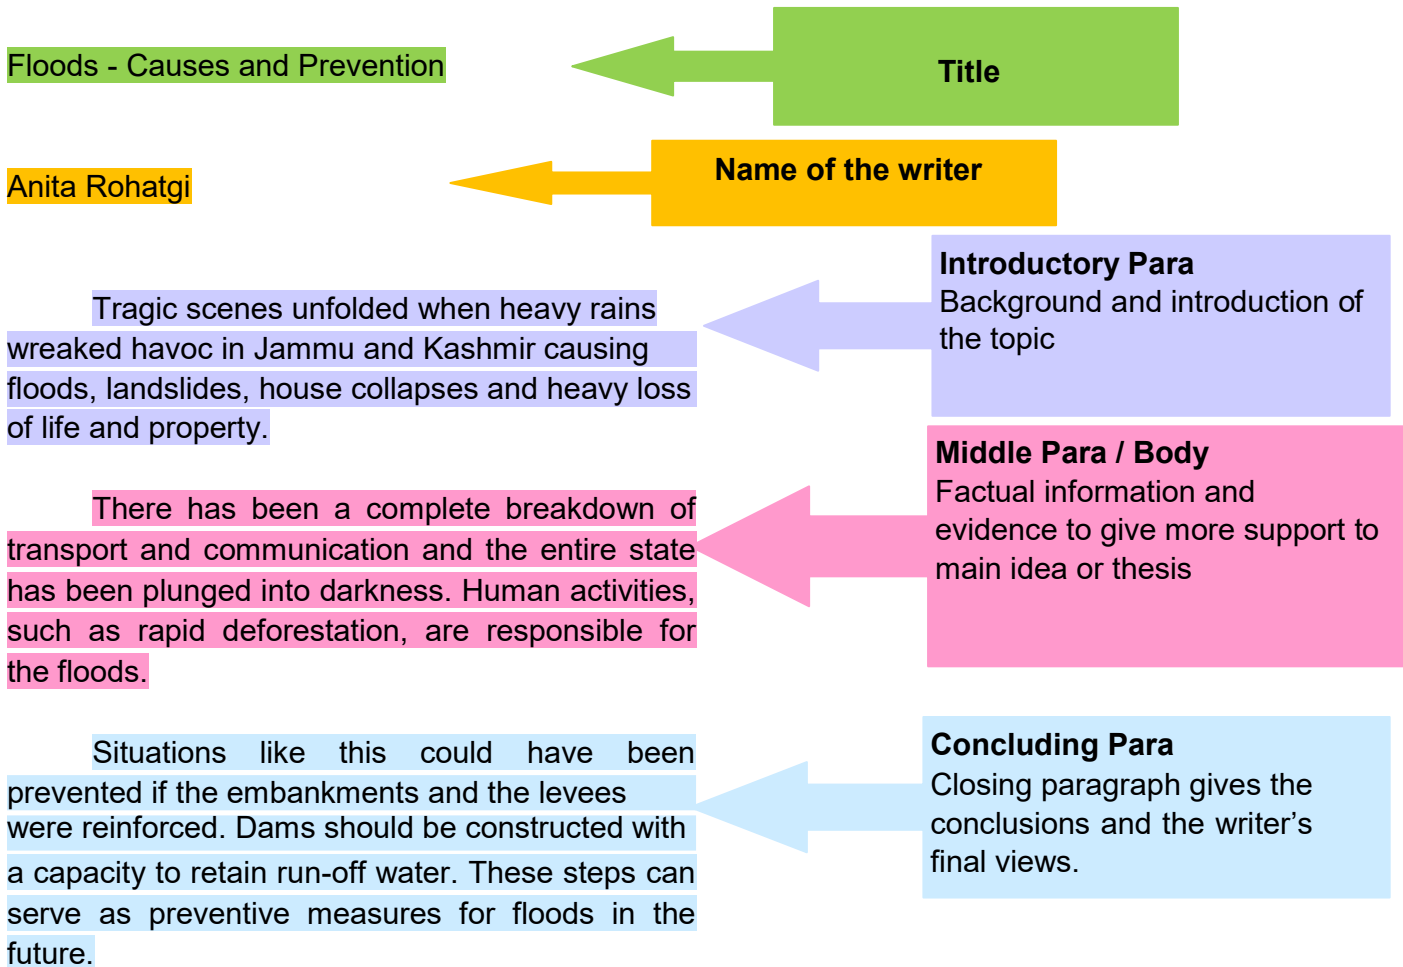 Floods - Causes and Prevention
Title
Anita Rohatgi
Name of the writer
Tragic scenes unfolded when heavy rains
wreaked havoc in Jammu and Kashmir causing
floods, landslides, house collapses and heavy loss
of life and property.
Introductory Para
Background and introduction of
the topic
There has been a complete breakdown of
transport and communication and the entire state
has been plunged into darkness. Human activities,
such as rapid deforestation, are responsible for
the floods.
Middle Para / Body
Factual information and
evidence to give more support to
main idea or thesis
Situations like this could have been
prevented if the embankments and the levees
were reinforced. Dams should be constructed with
a capacity to retain run-off water. These steps can
serve as preventive measures for floods in the
future.
Concluding Para
Closing paragraph gives the
conclusions and the writer’s
final views.